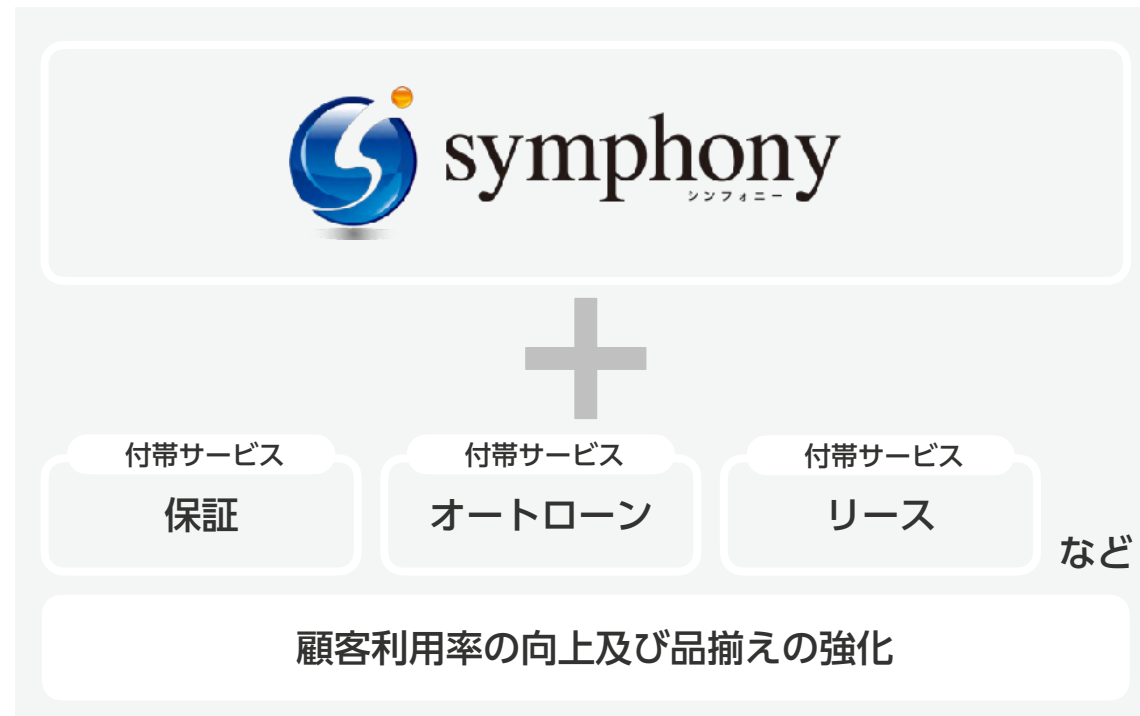 symphony
シンフォニー
付帯サービス
保証
付帯サービス
オートローン
付帯サービス
リース
など
顧客利用率の向上及び品揃えの強化